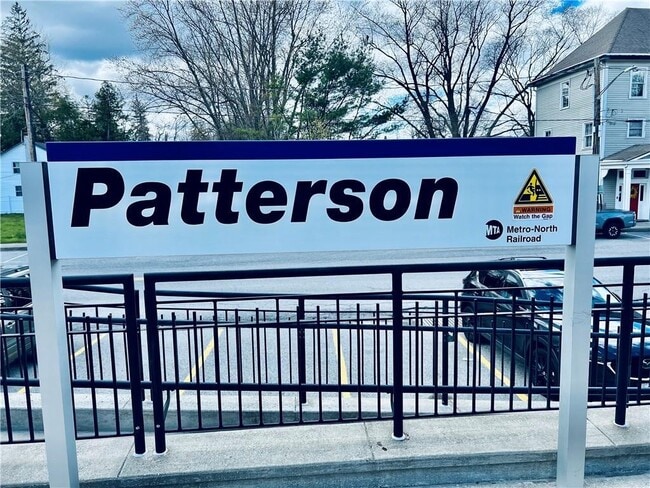 Patterson
WARNING
Watch the Gap
MTA Metro-North
Railroad